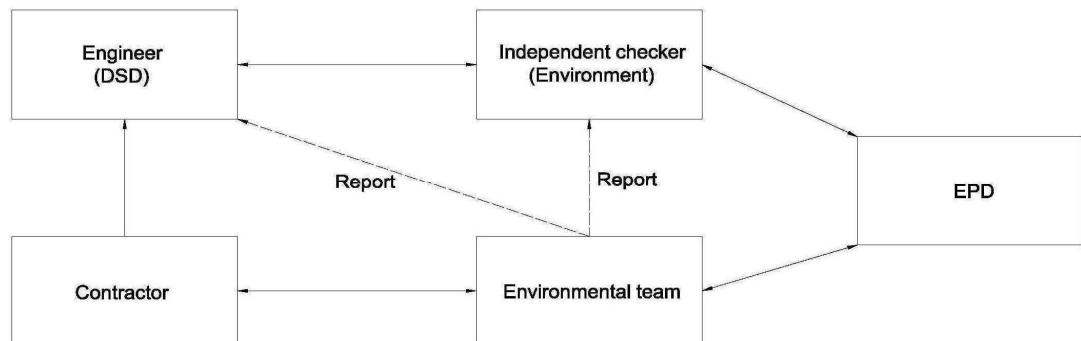 Engineer
(DSD)
Independent checker
(Environment)
EPD
Report
Report
Contractor
Environmental team